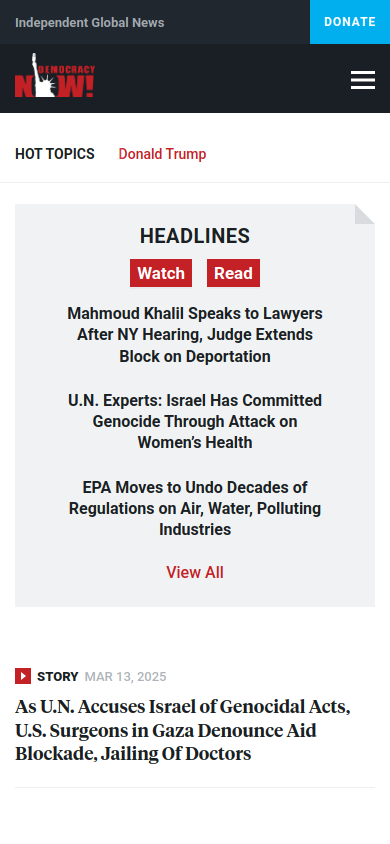 Independent Global News
DONATE
DEMOCRACY
NOW!
HOT TOPICS Donald Trump
HEADLINES
Watch Read
Mahmoud Khalil Speaks to Lawyers
After NY Hearing, Judge Extends
Block on Deportation
U.N. Experts: Israel Has Committed
Genocide Through Attack on
Women’s Health
EPA Moves to Undo Decades of
Regulations on Air, Water, Polluting
Industries
View All
STORY MAR 13, 2025
As U.N. Accuses Israel of Genocidal Acts,
U.S. Surgeons in Gaza Denounce Aid
Blockade, Jailing Of Doctors